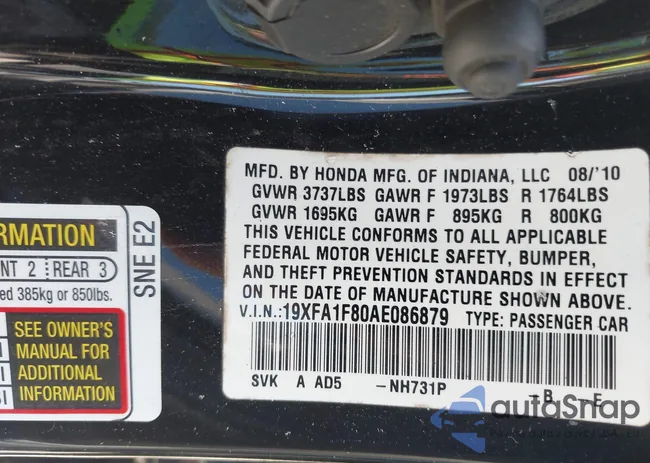 MFD. BY HONDA MFG. OF INDIANA, LLC 08/'10
GVWR 3737LBS GAWR F 1973LBS R 1764LBS
GVWR 1695KG GAWR F 895KG R 800KG
THIS VEHICLE CONFORMS TO ALL APPLICABLE
FEDERAL MOTOR VEHICLE SAFETY, BUMPER,
AND THEFT PREVENTION STANDARDS IN EFFECT
ON THE DATE OF MANUFACTURE SHOWN ABOVE.
V.I.N.:19XFA1F80AE086879 TYPE: PASSENGER CAR
SVK A AD5 -NH731P -B -E
RMATION
NT 2 REAR 3
ed 385kg or 850lbs.
SEE OWNER'S
MANUAL FOR
ADDITIONAL
INFORMATION
SNE E2
autoSnap